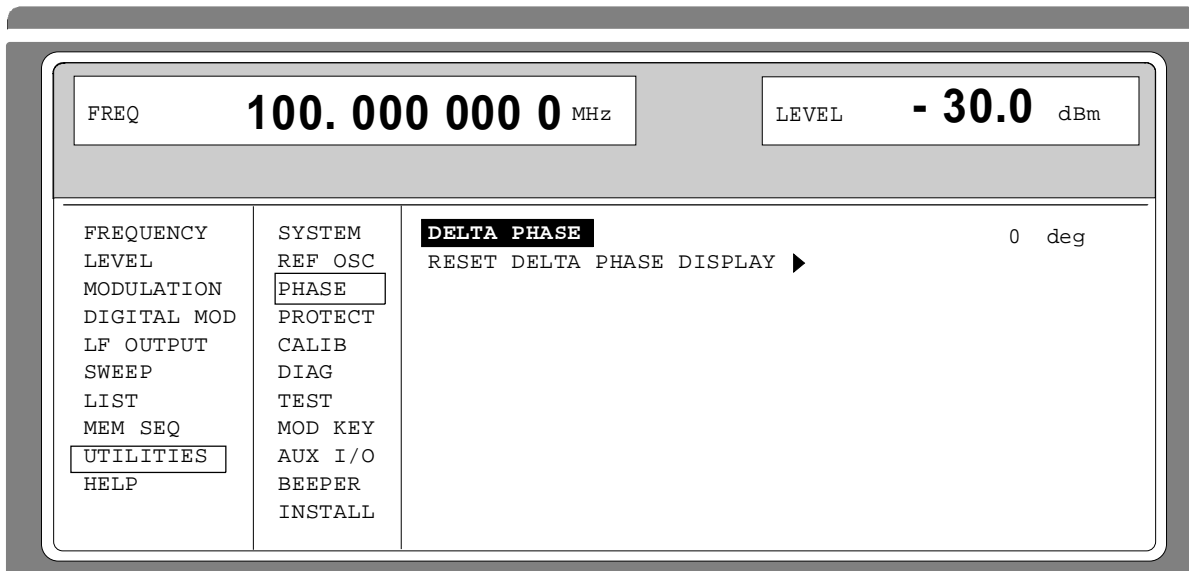 FREQ 100. 000 000 0 MHz LEVEL - 30.0 dBm
FREQUENCY
LEVEL
MODULATION
DIGITAL MOD
LF OUTPUT
SWEEP
LIST
MEM SEQ
UTILITIES
HELP
SYSTEM
REF OSC
PHASE
PROTECT
CALIB
DIAG
TEST
MOD KEY
AUX I/O
BEEPER
INSTALL
DELTA PHASE 0 deg
RESET DELTA PHASE DISPLAY